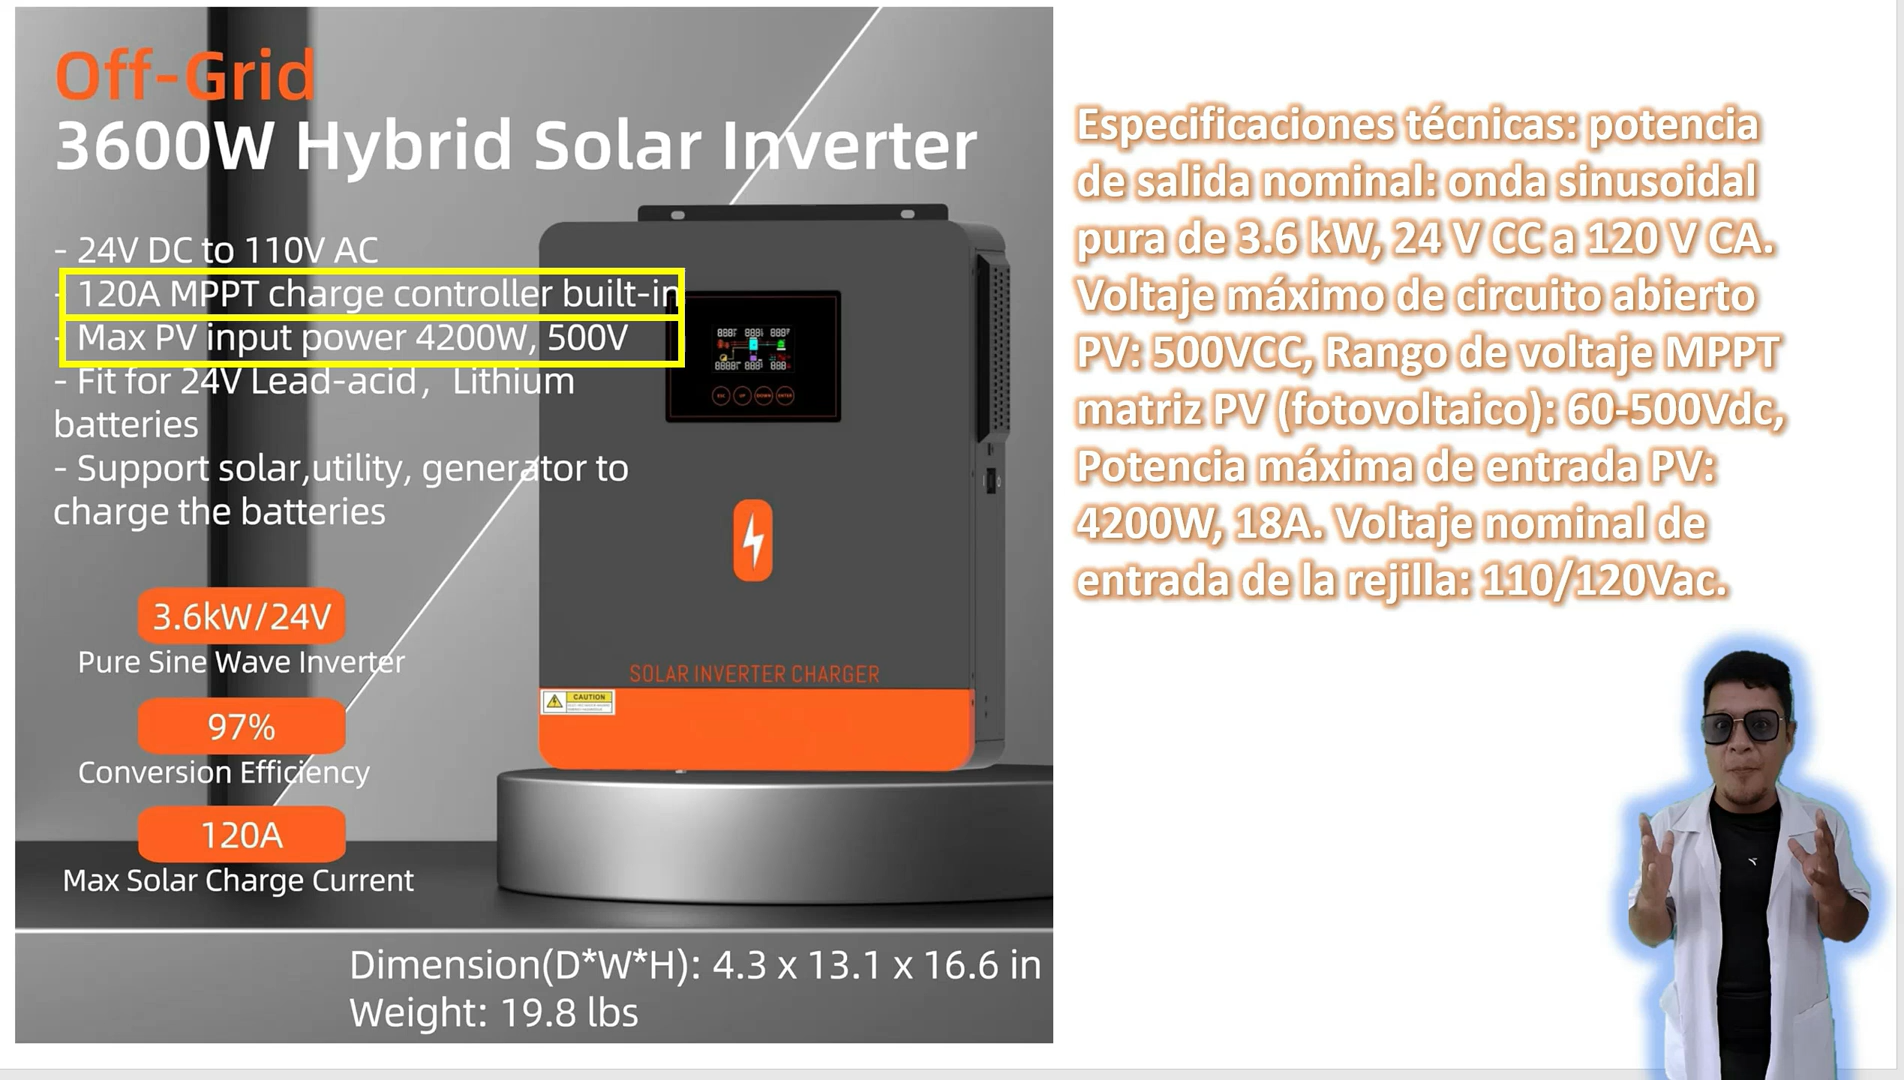 Off-Grid
3600W Hybrid Solar Inverter
- 24V DC to 110V AC
- 120A MPPT charge controller built-in
- Max PV input power 4200W, 500V
- Fit for 24V Lead-acid，Lithium
batteries
- Support solar,utility, generator to
charge the batteries
3.6kW/24V
Pure Sine Wave Inverter
97%
Conversion Efficiency
120A
Max Solar Charge Current
ESC UP DOWN ENTER
SOLAR INVERTER CHARGER
CAUTION
Dimension(D*W*H): 4.3 x 13.1 x 16.6 in
Weight: 19.8 lbs
Especificaciones técnicas: potencia
de salida nominal: onda sinusoidal
pura de 3.6 kW, 24 V CC a 120 V CA.
Voltaje máximo de circuito abierto
PV: 500VCC, Rango de voltaje MPPT
matriz PV (fotovoltaico): 60-500Vdc,
Potencia máxima de entrada PV:
4200W, 18A. Voltaje nominal de
entrada de la rejilla: 110/120Vac.